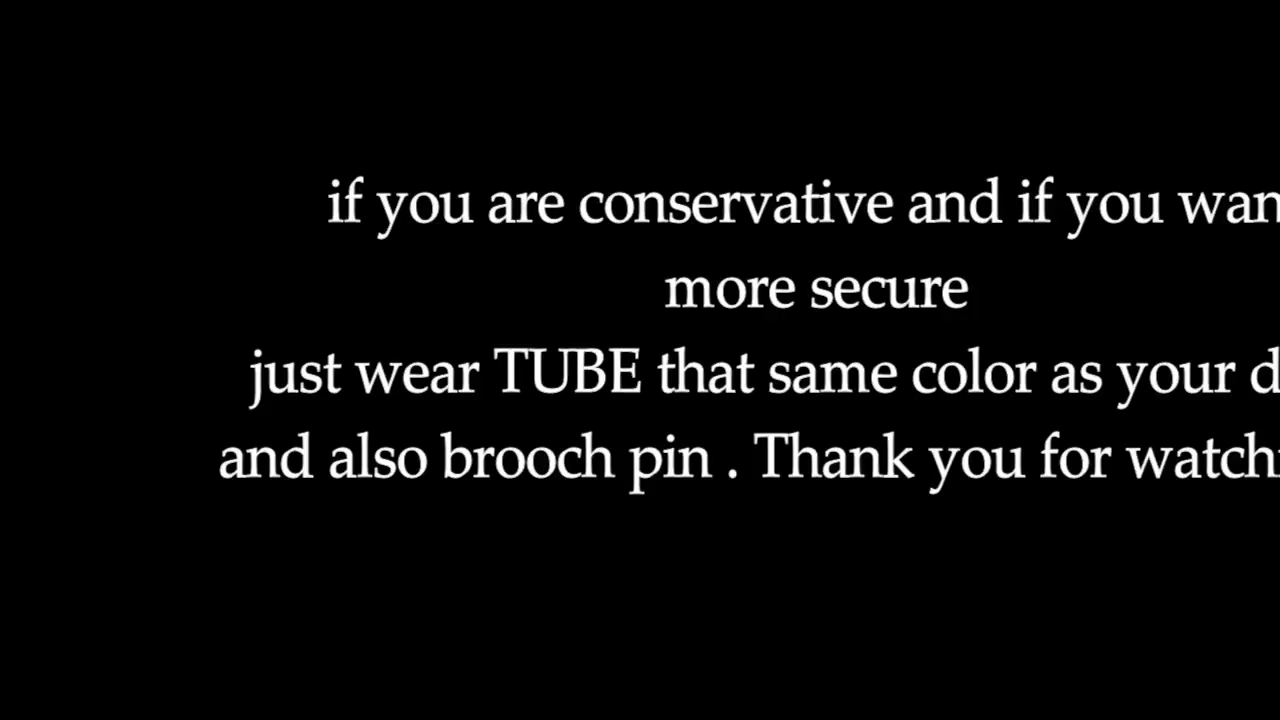 if you are conservative and if you wan
more secure
just wear TUBE that same color as your d
and also brooch pin . Thank you for watch